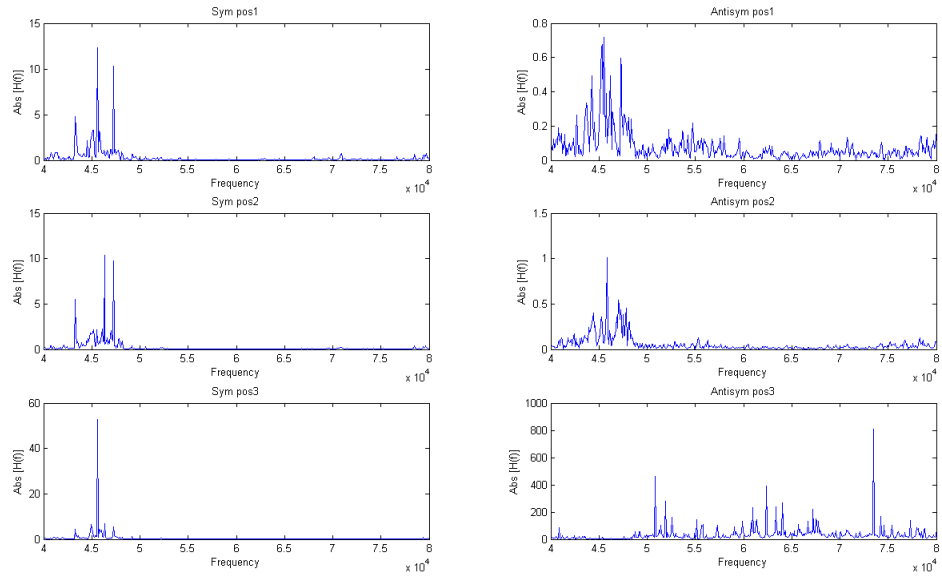 Sym pos1
15
10
5
0
Abs [H(f)]
4 4.5 5 5.5 6 6.5 7 7.5 8
Frequency
x 10^4
Antisym pos1
0.8
0.6
0.4
0.2
0
Abs [H(f)]
4 4.5 5 5.5 6 6.5 7 7.5 8
Frequency
x 10^4
Sym pos2
15
10
5
0
Abs [H(f)]
4 4.5 5 5.5 6 6.5 7 7.5 8
Frequency
x 10^4
Antisym pos2
1.5
1
0.5
0
Abs [H(f)]
4 4.5 5 5.5 6 6.5 7 7.5 8
Frequency
x 10^4
Sym pos3
60
40
20
0
Abs [H(f)]
4 4.5 5 5.5 6 6.5 7 7.5 8
Frequency
x 10^4
Antisym pos3
1000
800
600
400
200
0
Abs [H(f)]
4 4.5 5 5.5 6 6.5 7 7.5 8
Frequency
x 10^4